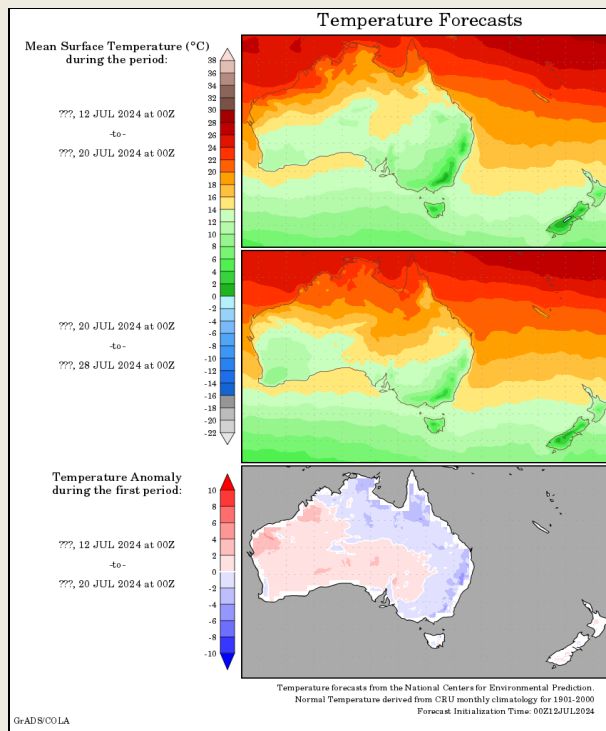 Temperature Forecasts
Mean Surface Temperature (°C)
during the period:
???, 12 JUL 2024 at 00Z
-to-
???, 20 JUL 2024 at 00Z
38
36
34
32
30
28
26
24
22
20
18
16
14
12
10
8
6
4
2
0
-2
-4
-6
-8
-10
-12
-14
-16
-17
-20
-22
???, 20 JUL 2024 at 00Z
-to-
???, 28 JUL 2024 at 00Z
Temperature Anomaly
during the first period:
???, 12 JUL 2024 at 00Z
-to-
???, 20 JUL 2024 at 00Z
10
8
6
4
2
0
-2
-4
-6
-8
-10
Temperature forecasts from the National Centers for Environmental Prediction.
Normal Temperature derived from CRU monthly climatology for 1901-2000
Forecast Initialization Time: 00Z12JUL2024
GrADS/COLA